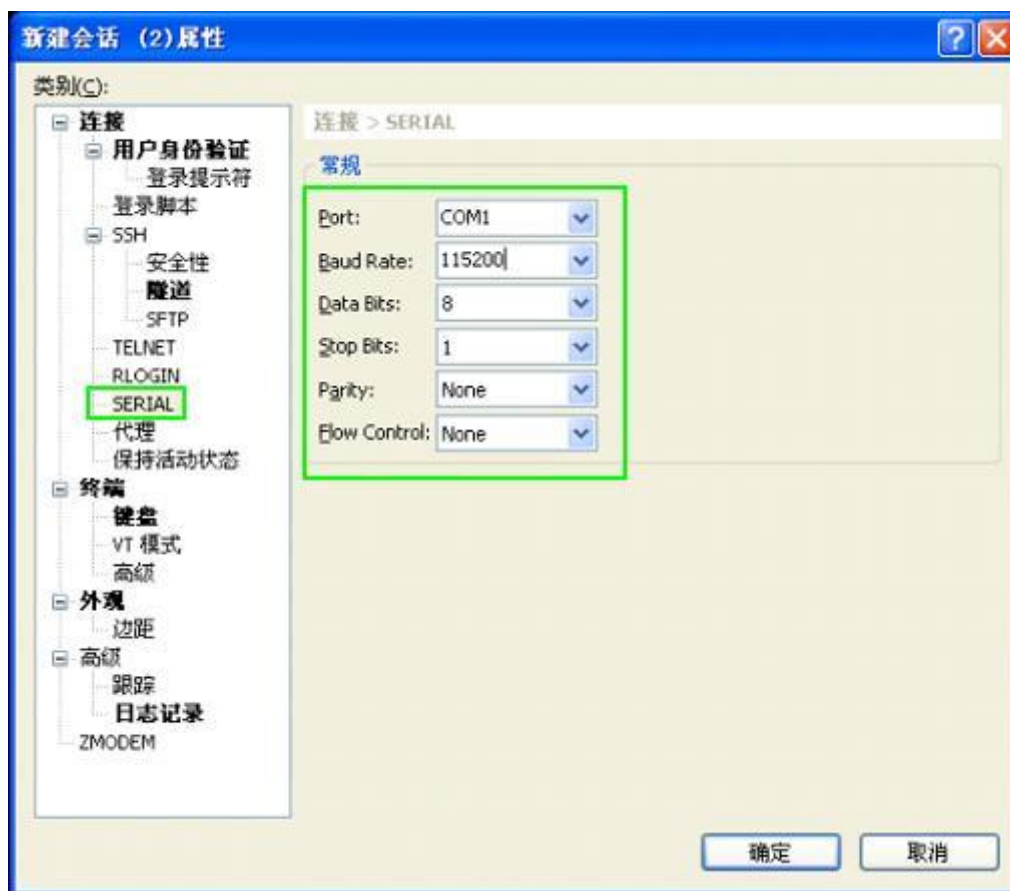 新建会话 (2)属性
类别(C):
连接
用户身份验证
登录提示符
登录脚本
SSH
安全性
隧道
SFTP
TELNET
RLOGIN
SERIAL
代理
保持活动状态
终端
键盘
VT 模式
高级
外观
边距
高级
跟踪
日志记录
ZMODEM
连接 > SERIAL
常规
Port: COM1
Baud Rate: 115200
Data Bits: 8
Stop Bits: 1
Parity: None
Flow Control: None
确定 取消